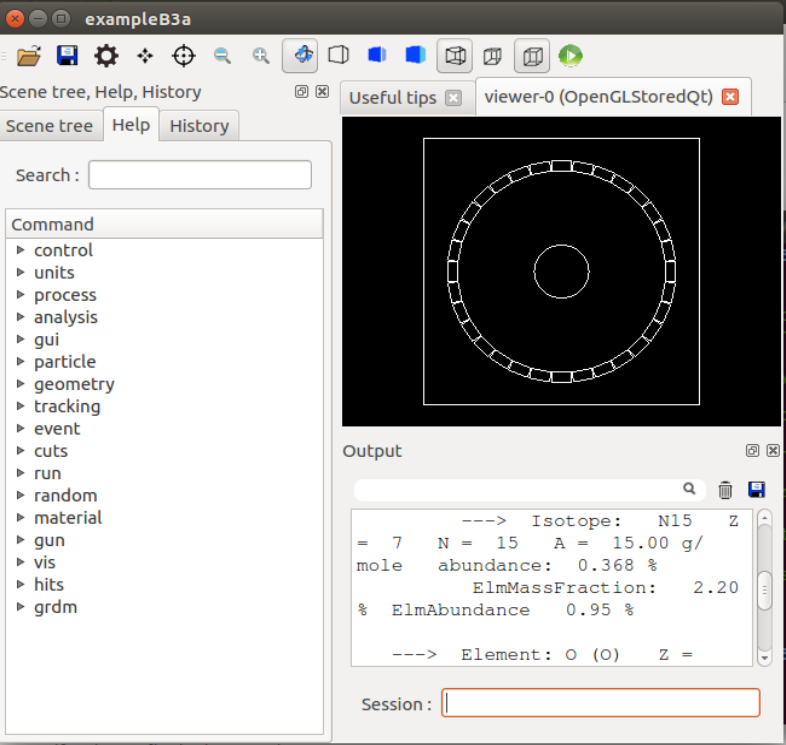 exampleB3a
Scene tree, Help, History
Scene tree
Help
History
Search :
Command
control
units
process
analysis
gui
particle
geometry
tracking
event
cuts
run
random
material
gun
vis
hits
grdm
Useful tips
viewer-0 (OpenGLStoredQt)
Output
---> Isotope: N15 Z
= 7 N = 15 A = 15.00 g/
mole abundance: 0.368 %
ElmMassFraction: 2.20
% ElmAbundance 0.95 %
---> Element: O (O) Z =
Session :